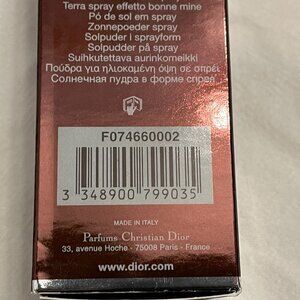 Terra spray effetto bonne mine
Pó de sol em spray
Zonnepoeder spray
Solpuder i sprayform
Solpudder på spray
Suihkutettava aurinkomeikki
Πούδρα για ηλιοκαμένη όψη σε σπρέι
Солнечная пудра в форме спрея
F074660002
3 348900 799035
MADE IN ITALY
Parfums Christian Dior
33, avenue Hoche - 75008 Paris - France
www.dior.com